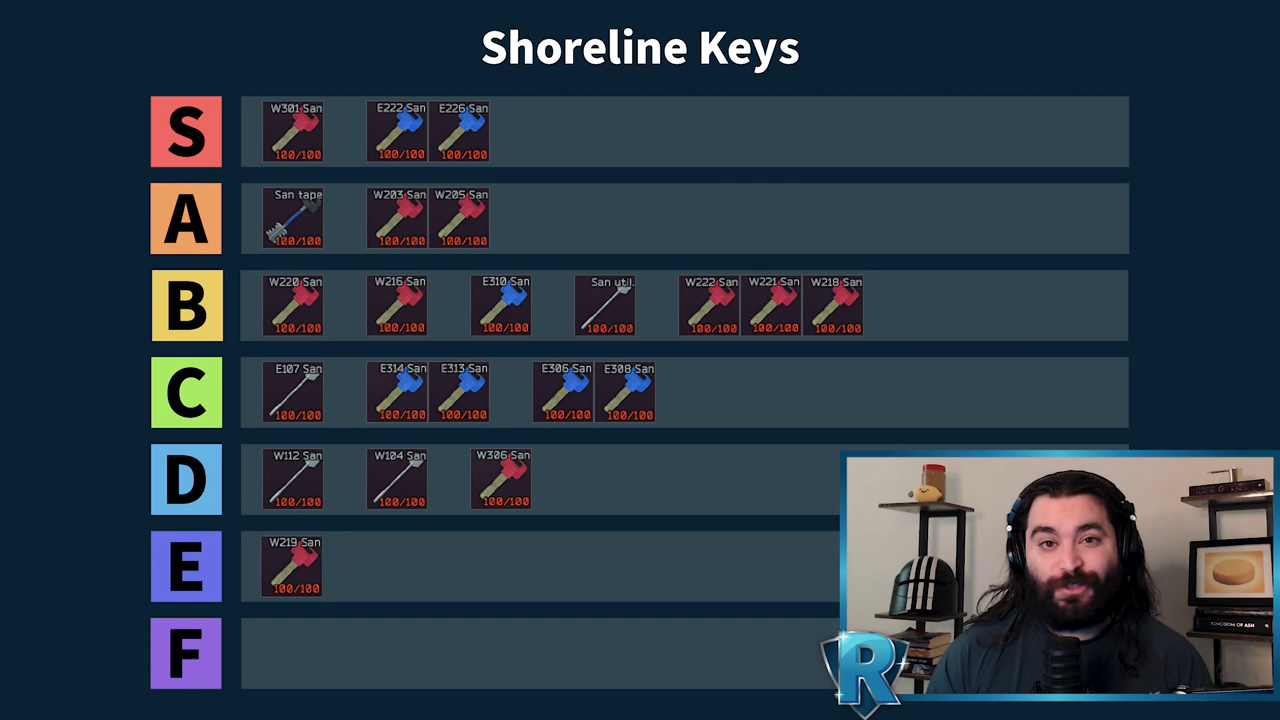 Shoreline Keys
S
W301 San E222 San E226 San
100/100 100/100 100/100
A
San tape W203 San W205 San
100/100 100/100 100/100
B
W220 San W216 San E310 San San util. W222 San W221 San W218 San
100/100 100/100 100/100 100/100 100/100 100/100 100/100
C
E107 San E314 San E313 San E306 San E308 San
100/100 100/100 100/100 100/100 100/100
D
W112 San W104 San W306 San
100/100 100/100 100/100
E
W219 San
100/100
F
KINGDOM OF ASH
R